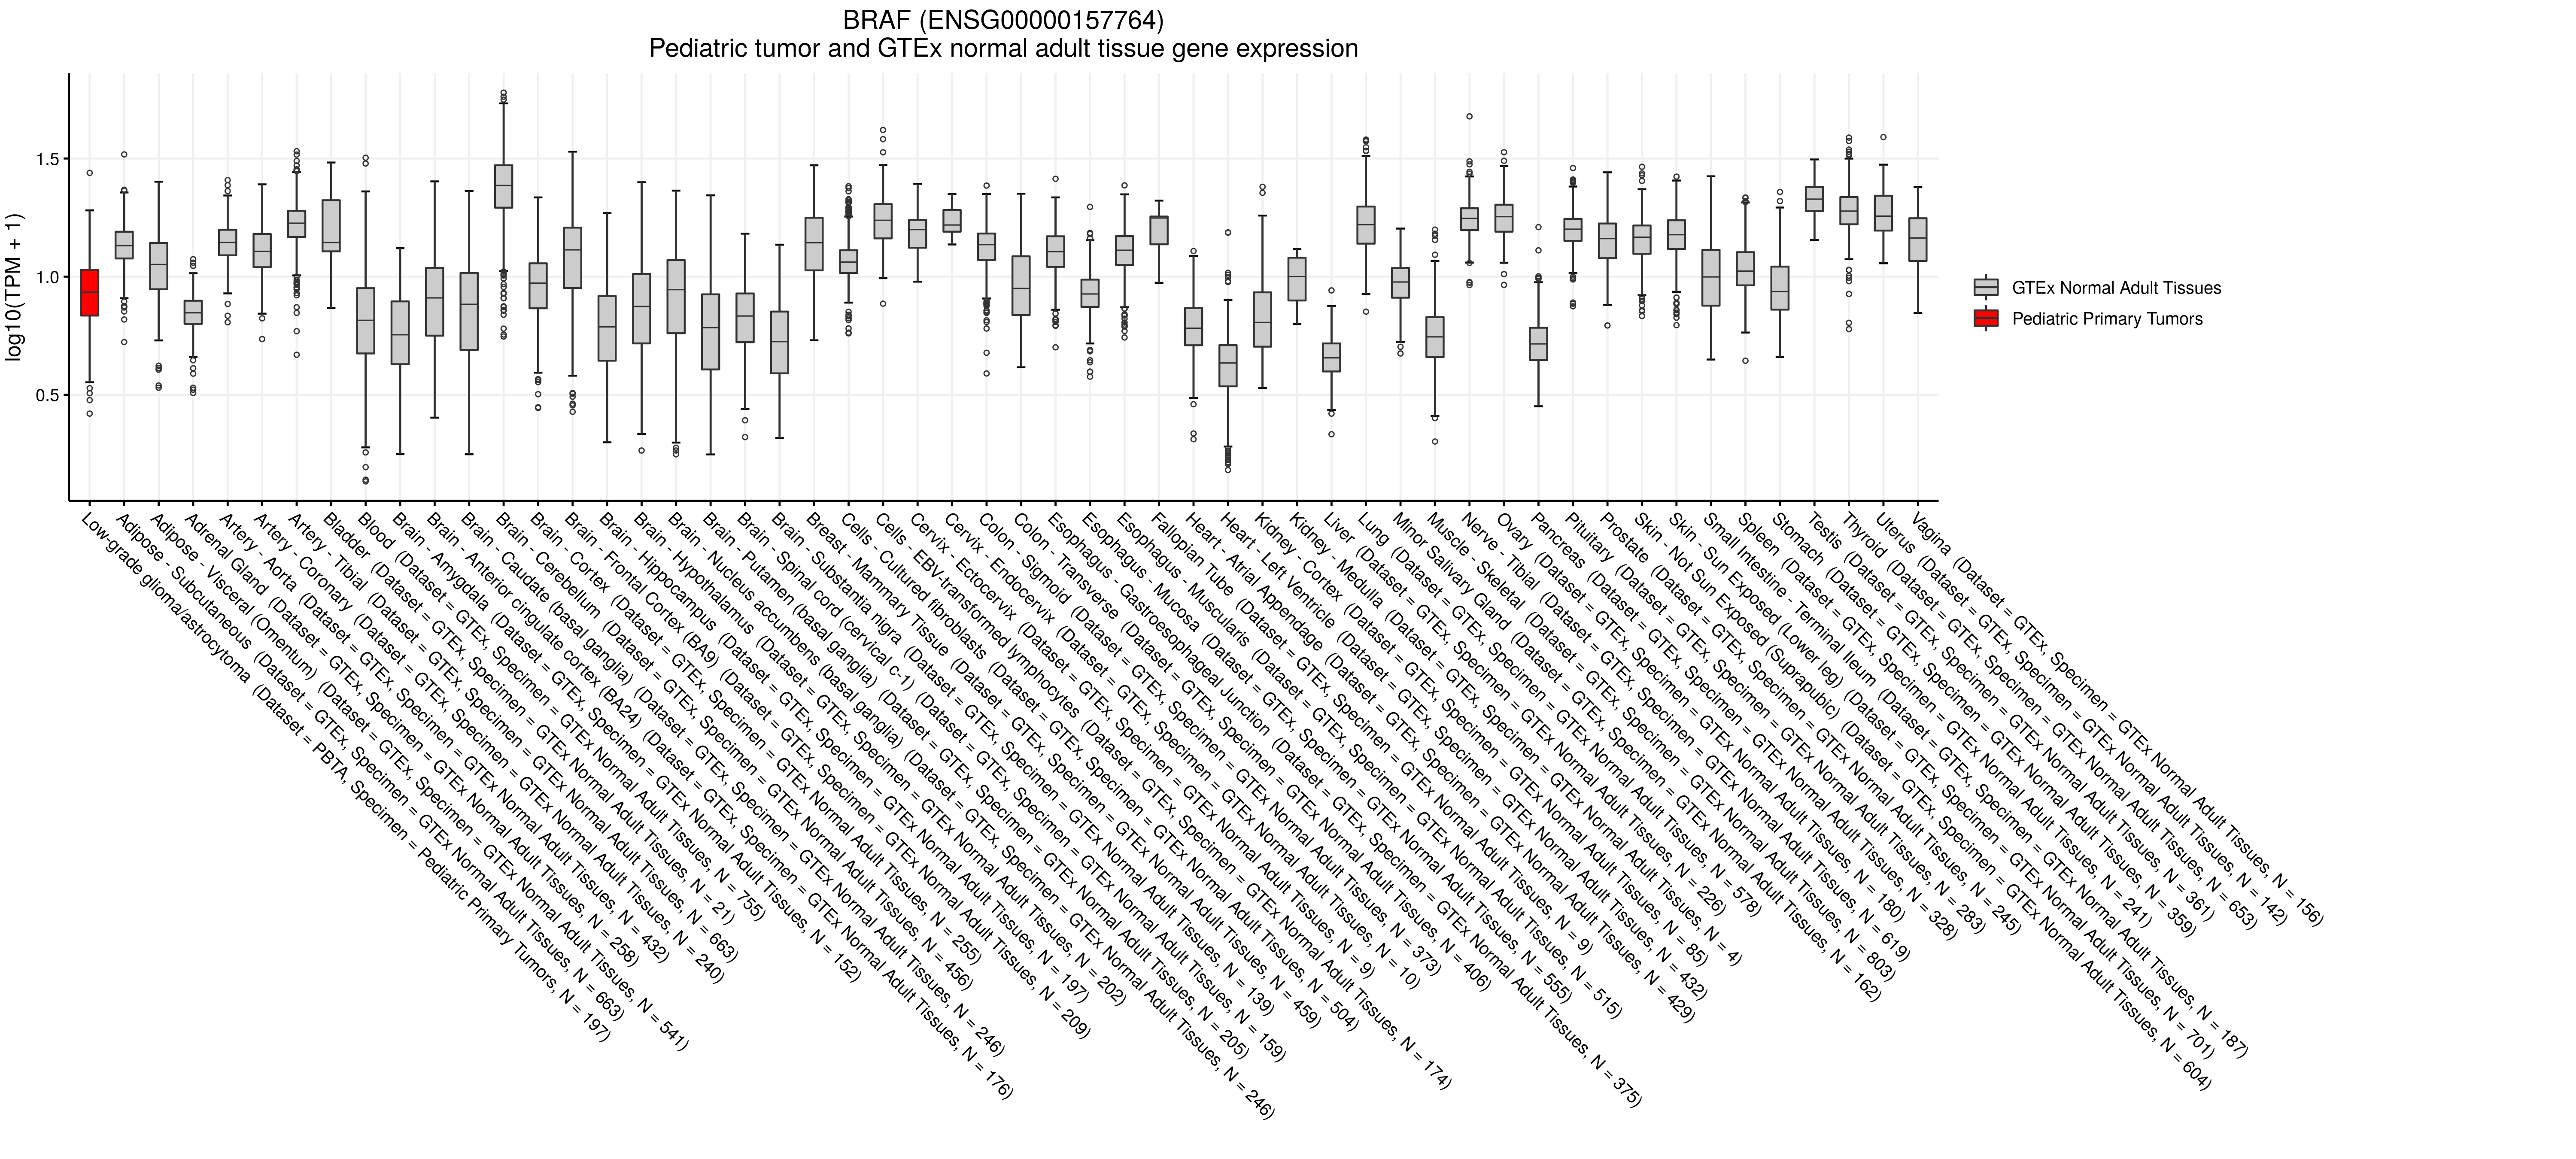 BRAF (ENSG00000157764)
Pediatric tumor and GTEx normal adult tissue gene expression
log10(TPM + 1)
1.5
1.0
0.5
GTEx Normal Adult Tissues
Pediatric Primary Tumors
Low-grade glioma/astrocytoma (Dataset = PBTA, Specimen = Pediatric Primary Tumors, N = 197)
Adipose - Subcutaneous (Dataset = GTEx, Specimen = GTEx Normal Adult Tissues, N = 663)
Adipose - Visceral (Omentum) (Dataset = GTEx, Specimen = GTEx Normal Adult Tissues, N = 541)
Adrenal Gland (Dataset = GTEx, Specimen = GTEx Normal Adult Tissues, N = 258)
Artery - Aorta (Dataset = GTEx, Specimen = GTEx Normal Adult Tissues, N = 432)
Artery - Coronary (Dataset = GTEx, Specimen = GTEx Normal Adult Tissues, N = 240)
Artery - Tibial (Dataset = GTEx, Specimen = GTEx Normal Adult Tissues, N = 663)
Bladder (Dataset = GTEx, Specimen = GTEx Normal Adult Tissues, N = 21)
Blood (Dataset = GTEx, Specimen = GTEx Normal Adult Tissues, N = 755)
Brain - Amygdala (Dataset = GTEx, Specimen = GTEx Normal Adult Tissues, N = 152)
Brain - Anterior cingulate cortex (BA24) (Dataset = GTEx, Specimen = GTEx Normal Adult Tissues, N = 176)
Brain - Caudate (basal ganglia) (Dataset = GTEx, Specimen = GTEx Normal Adult Tissues, N = 246)
Brain - Cerebellum (Dataset = GTEx, Specimen = GTEx Normal Adult Tissues, N = 456)
Brain - Cortex (Dataset = GTEx, Specimen = GTEx Normal Adult Tissues, N = 255)
Brain - Frontal Cortex (BA9) (Dataset = GTEx, Specimen = GTEx Normal Adult Tissues, N = 209)
Brain - Hippocampus (Dataset = GTEx, Specimen = GTEx Normal Adult Tissues, N = 197)
Brain - Hypothalamus (Dataset = GTEx, Specimen = GTEx Normal Adult Tissues, N = 202)
Brain - Nucleus accumbens (basal ganglia) (Dataset = GTEx, Specimen = GTEx Normal Adult Tissues, N = 246)
Brain - Putamen (basal ganglia) (Dataset = GTEx, Specimen = GTEx Normal Adult Tissues, N = 205)
Brain - Spinal cord (cervical c-1) (Dataset = GTEx, Specimen = GTEx Normal Adult Tissues, N = 159)
Brain - Substantia nigra (Dataset = GTEx, Specimen = GTEx Normal Adult Tissues, N = 139)
Breast - Mammary Tissue (Dataset = GTEx, Specimen = GTEx Normal Adult Tissues, N = 459)
Cells - Cultured fibroblasts (Dataset = GTEx, Specimen = GTEx Normal Adult Tissues, N = 504)
Cells - EBV-transformed lymphocytes (Dataset = GTEx, Specimen = GTEx Normal Adult Tissues, N = 174)
Cervix - Ectocervix (Dataset = GTEx, Specimen = GTEx Normal Adult Tissues, N = 9)
Cervix - Endocervix (Dataset = GTEx, Specimen = GTEx Normal Adult Tissues, N = 10)
Colon - Sigmoid (Dataset = GTEx, Specimen = GTEx Normal Adult Tissues, N = 373)
Colon - Transverse (Dataset = GTEx, Specimen = GTEx Normal Adult Tissues, N = 406)
Esophagus - Gastroesophageal Junction (Dataset = GTEx, Specimen = GTEx Normal Adult Tissues, N = 375)
Esophagus - Mucosa (Dataset = GTEx, Specimen = GTEx Normal Adult Tissues, N = 555)
Esophagus - Muscularis (Dataset = GTEx, Specimen = GTEx Normal Adult Tissues, N = 515)
Fallopian Tube (Dataset = GTEx, Specimen = GTEx Normal Adult Tissues, N = 9)
Heart - Atrial Appendage (Dataset = GTEx, Specimen = GTEx Normal Adult Tissues, N = 429)
Heart - Left Ventricle (Dataset = GTEx, Specimen = GTEx Normal Adult Tissues, N = 432)
Kidney - Cortex (Dataset = GTEx, Specimen = GTEx Normal Adult Tissues, N = 85)
Kidney - Medulla (Dataset = GTEx, Specimen = GTEx Normal Adult Tissues, N = 4)
Liver (Dataset = GTEx, Specimen = GTEx Normal Adult Tissues, N = 226)
Lung (Dataset = GTEx, Specimen = GTEx Normal Adult Tissues, N = 578)
Minor Salivary Gland (Dataset = GTEx, Specimen = GTEx Normal Adult Tissues, N = 162)
Muscle - Skeletal (Dataset = GTEx, Specimen = GTEx Normal Adult Tissues, N = 803)
Nerve - Tibial (Dataset = GTEx, Specimen = GTEx Normal Adult Tissues, N = 619)
Ovary (Dataset = GTEx, Specimen = GTEx Normal Adult Tissues, N = 180)
Pancreas (Dataset = GTEx, Specimen = GTEx Normal Adult Tissues, N = 328)
Pituitary (Dataset = GTEx, Specimen = GTEx Normal Adult Tissues, N = 283)
Prostate (Dataset = GTEx, Specimen = GTEx Normal Adult Tissues, N = 245)
Skin - Not Sun Exposed (Suprapubic) (Dataset = GTEx, Specimen = GTEx Normal Adult Tissues, N = 604)
Skin - Sun Exposed (Lower leg) (Dataset = GTEx, Specimen = GTEx Normal Adult Tissues, N = 701)
Small Intestine - Terminal Ileum (Dataset = GTEx, Specimen = GTEx Normal Adult Tissues, N = 187)
Spleen (Dataset = GTEx, Specimen = GTEx Normal Adult Tissues, N = 241)
Stomach (Dataset = GTEx, Specimen = GTEx Normal Adult Tissues, N = 359)
Testis (Dataset = GTEx, Specimen = GTEx Normal Adult Tissues, N = 361)
Thyroid (Dataset = GTEx, Specimen = GTEx Normal Adult Tissues, N = 653)
Uterus (Dataset = GTEx, Specimen = GTEx Normal Adult Tissues, N = 142)
Vagina (Dataset = GTEx, Specimen = GTEx Normal Adult Tissues, N = 156)